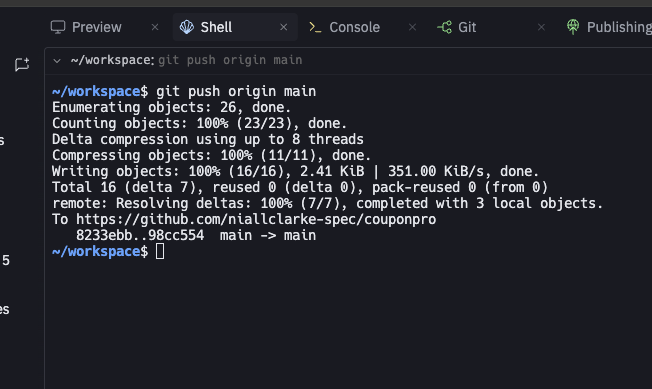 Preview × Shell × Console × Git × Publishing
~/workspace: git push origin main
~/workspace$ git push origin main
Enumerating objects: 26, done.
Counting objects: 100% (23/23), done.
Delta compression using up to 8 threads
Compressing objects: 100% (11/11), done.
Writing objects: 100% (16/16), 2.41 KiB | 351.00 KiB/s, done.
Total 16 (delta 7), reused 0 (delta 0), pack-reused 0 (from 0)
remote: Resolving deltas: 100% (7/7), completed with 3 local objects.
To https://github.com/niallclarke-spec/couponpro
   8233ebb..98cc554  main -> main
~/workspace$
s
5
es